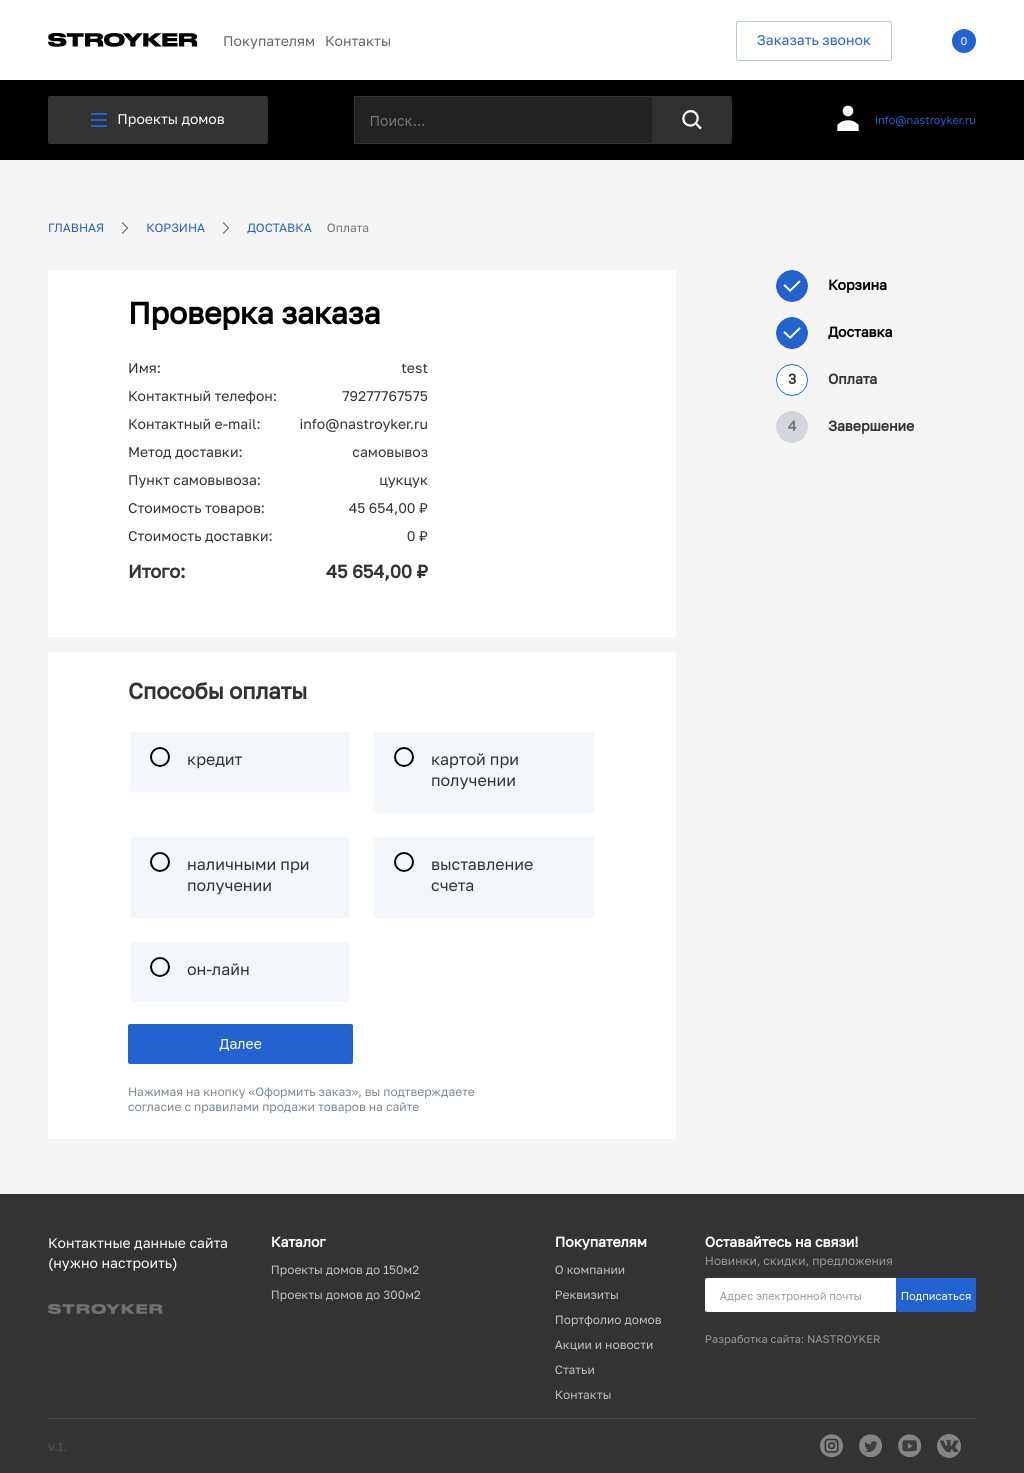 STROYKER
Покупателям Контакты
Заказать звонок
0
Проекты домов
Поиск...
info@nastroyker.ru
ГЛАВНАЯ КОРЗИНА ДОСТАВКА Оплата
Проверка заказа
Имя: test
Контактный телефон: 79277767575
Контактный e-mail: info@nastroyker.ru
Метод доставки: самовывоз
Пункт самовывоза: цукцук
Стоимость товаров: 45 654,00 ₽
Стоимость доставки: 0 ₽
Итого: 45 654,00 ₽
Корзина
Доставка
3 Оплата
4 Завершение
Способы оплаты
кредит
картой при
получении
наличными при
получении
выставление
счета
он-лайн
Далее
Нажимая на кнопку «Оформить заказ», вы подтверждаете
согласие с правилами продажи товаров на сайте
Контактные данные сайта
(нужно настроить)
STROYKER
Каталог
Проекты домов до 150м2
Проекты домов до 300м2
Покупателям
О компании
Реквизиты
Портфолио домов
Акции и новости
Статьи
Контакты
Оставайтесь на связи!
Новинки, скидки, предложения
Адрес электронной почты Подписаться
Разработка сайта: NASTROYKER
v.1.